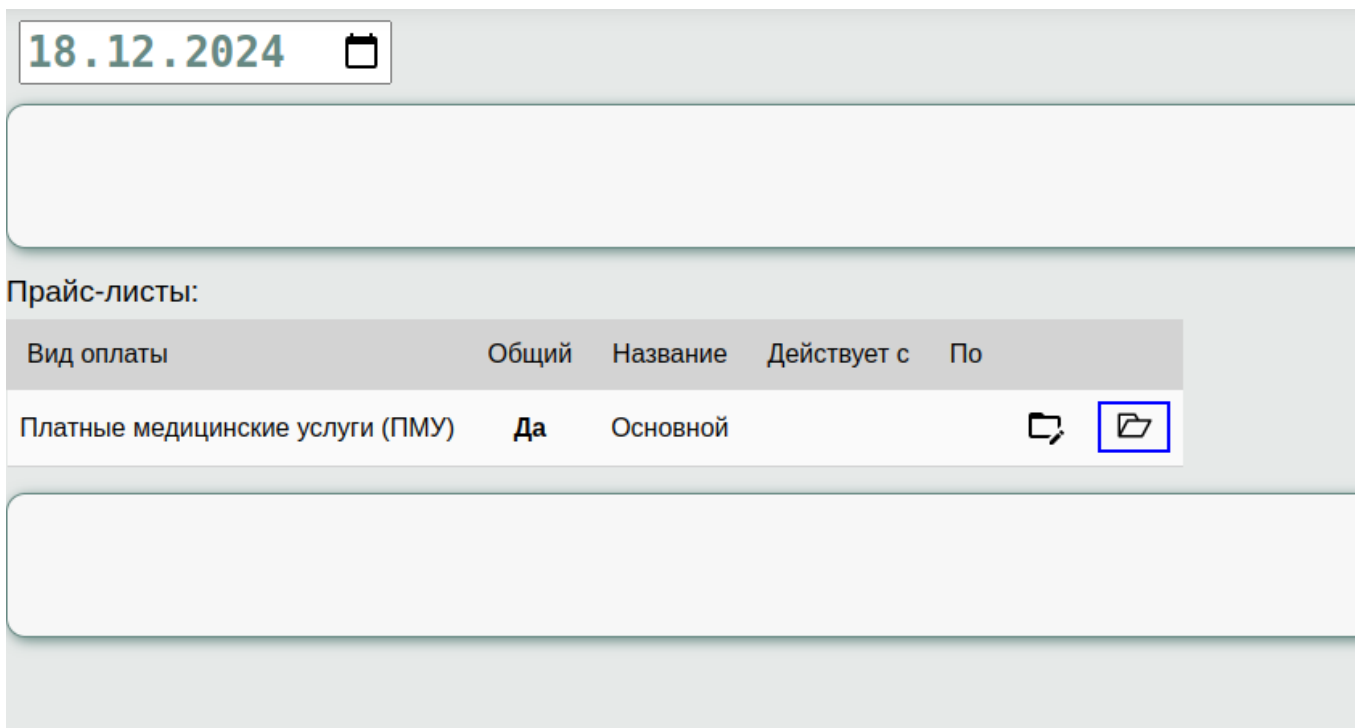 18.12.2024
Прайс-листы:
Вид оплаты Общий Название Действует с По
Платные медицинские услуги (ПМУ) Да Основной